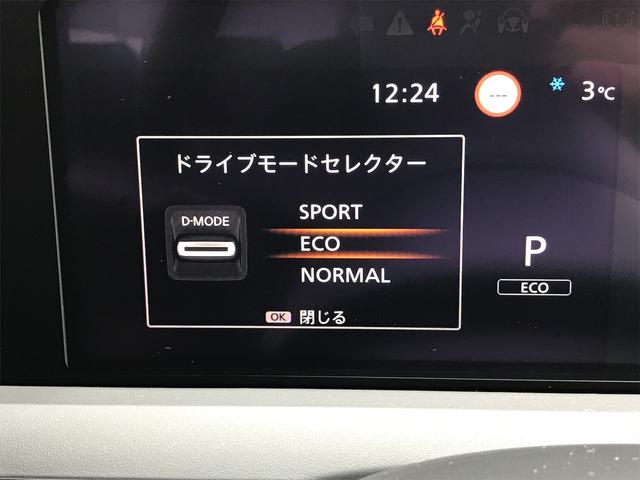 12:24 --- 3℃
ドライブモードセレクター
D-MODE
SPORT
ECO
NORMAL
OK 閉じる
P
ECO